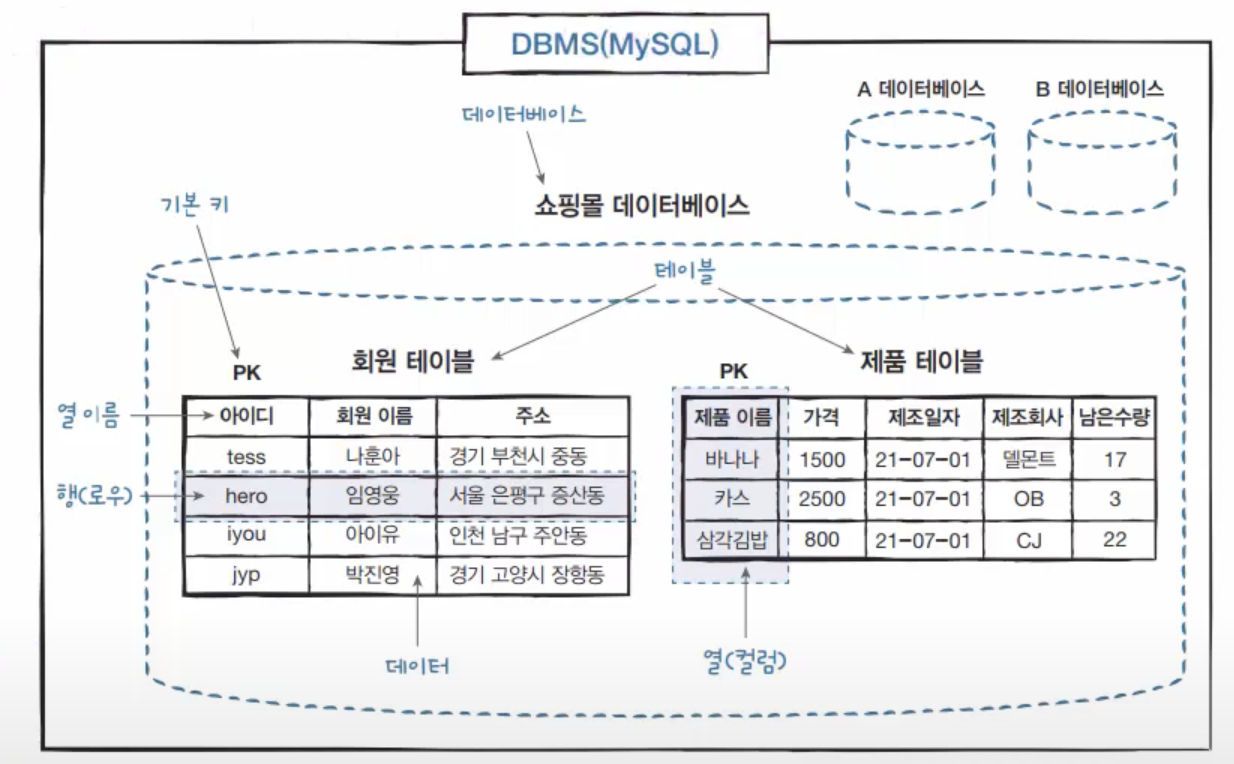 DBMS(MySQL)
A 데이터베이스
B 데이터베이스
데이터베이스
쇼핑몰 데이터베이스
기본 키
테이블
PK
회원 테이블
열 이름
아이디 회원 이름 주소
tess 나훈아 경기 부천시 중동
행(로우)
hero 임영웅 서울 은평구 증산동
iyou 아이유 인천 남구 주안동
jyp 박진영 경기 고양시 장항동
데이터
PK
제품 테이블
제품 이름 가격 제조일자 제조회사 남은수량
바나나 1500 21-07-01 델몬트 17
카스 2500 21-07-01 OB 3
삼각김밥 800 21-07-01 CJ 22
열(컬럼)